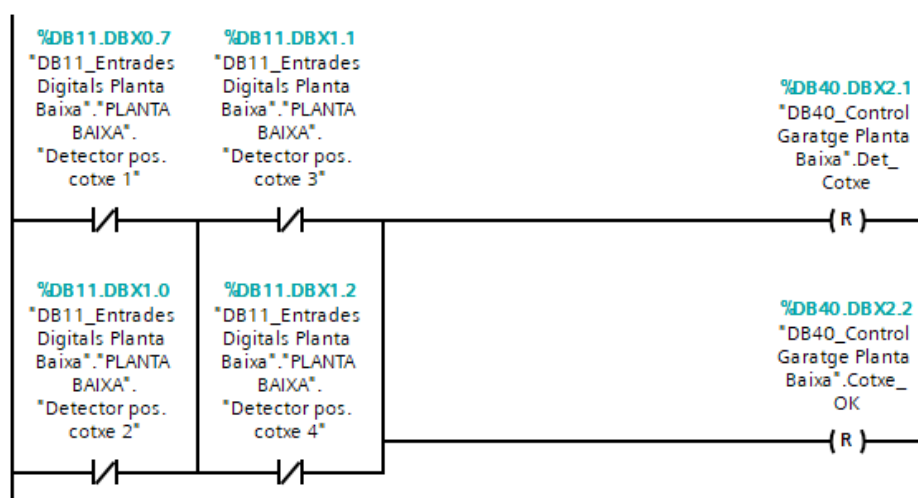 %DB11.DBX0.7
"DB11_Entrades
Digitals Planta
Baixa"."PLANTA
BAIXA".
"Detector pos.
cotxe 1"
%DB11.DBX1.1
"DB11_Entrades
Digitals Planta
Baixa"."PLANTA
BAIXA".
"Detector pos.
cotxe 3"
%DB40.DBX2.1
"DB40_Control
Garatge Planta
Baixa".Det_
Cotxe
R
%DB11.DBX1.0
"DB11_Entrades
Digitals Planta
Baixa"."PLANTA
BAIXA".
"Detector pos.
cotxe 2"
%DB11.DBX1.2
"DB11_Entrades
Digitals Planta
Baixa"."PLANTA
BAIXA".
"Detector pos.
cotxe 4"
%DB40.DBX2.2
"DB40_Control
Garatge Planta
Baixa".Cotxe_
OK
R